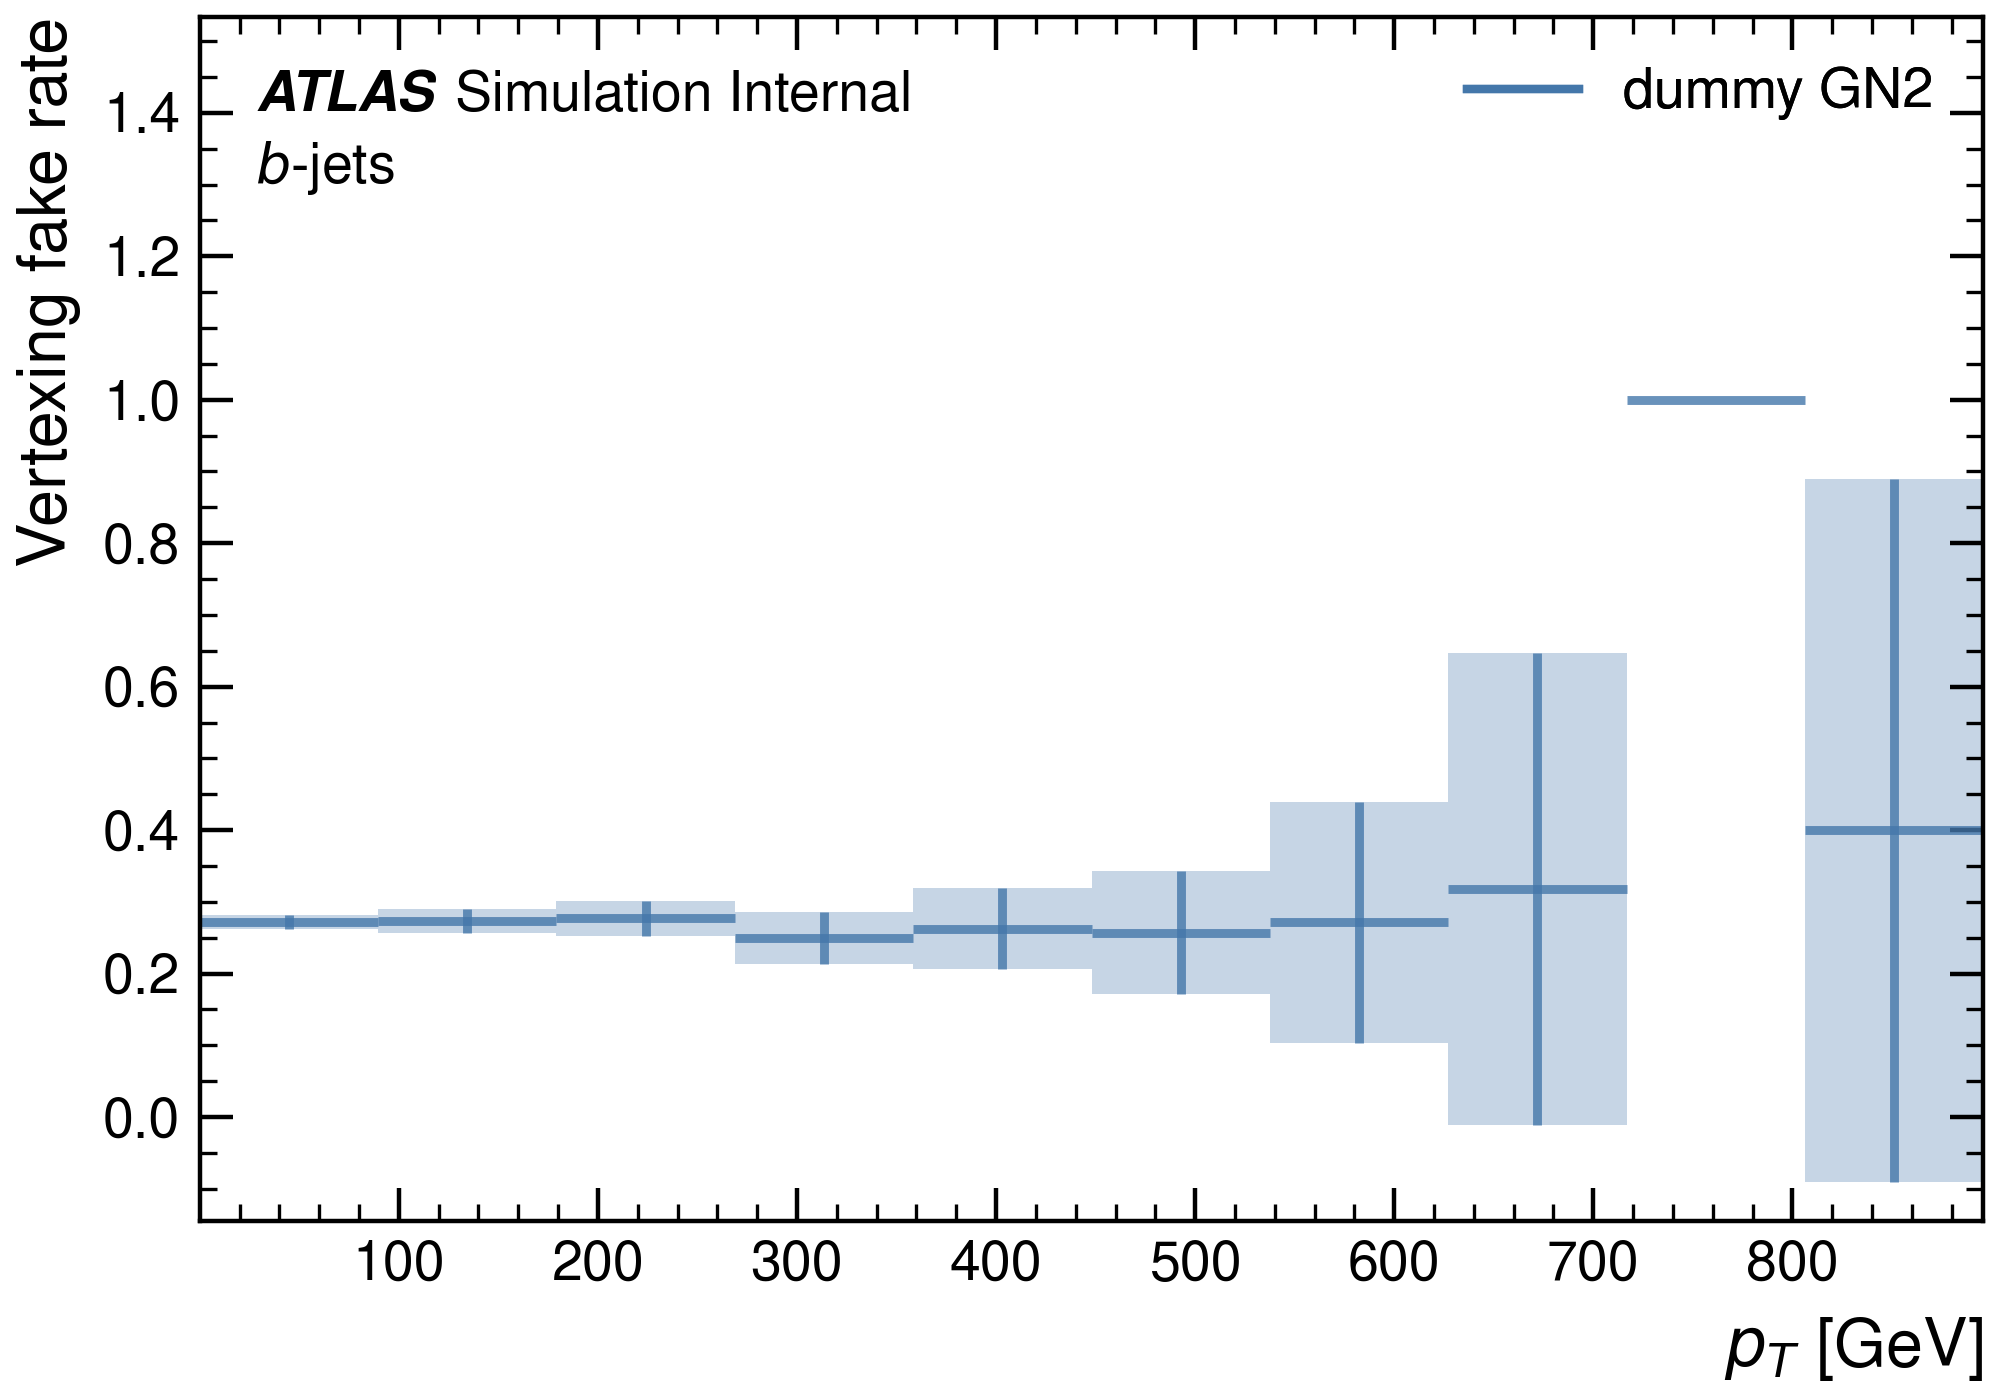 Vertexing fake rate
ATLAS Simulation Internal
b-jets
dummy GN2
1.4
1.2
1.0
0.8
0.6
0.4
0.2
0.0
100 200 300 400 500 600 700 800
pT [GeV]